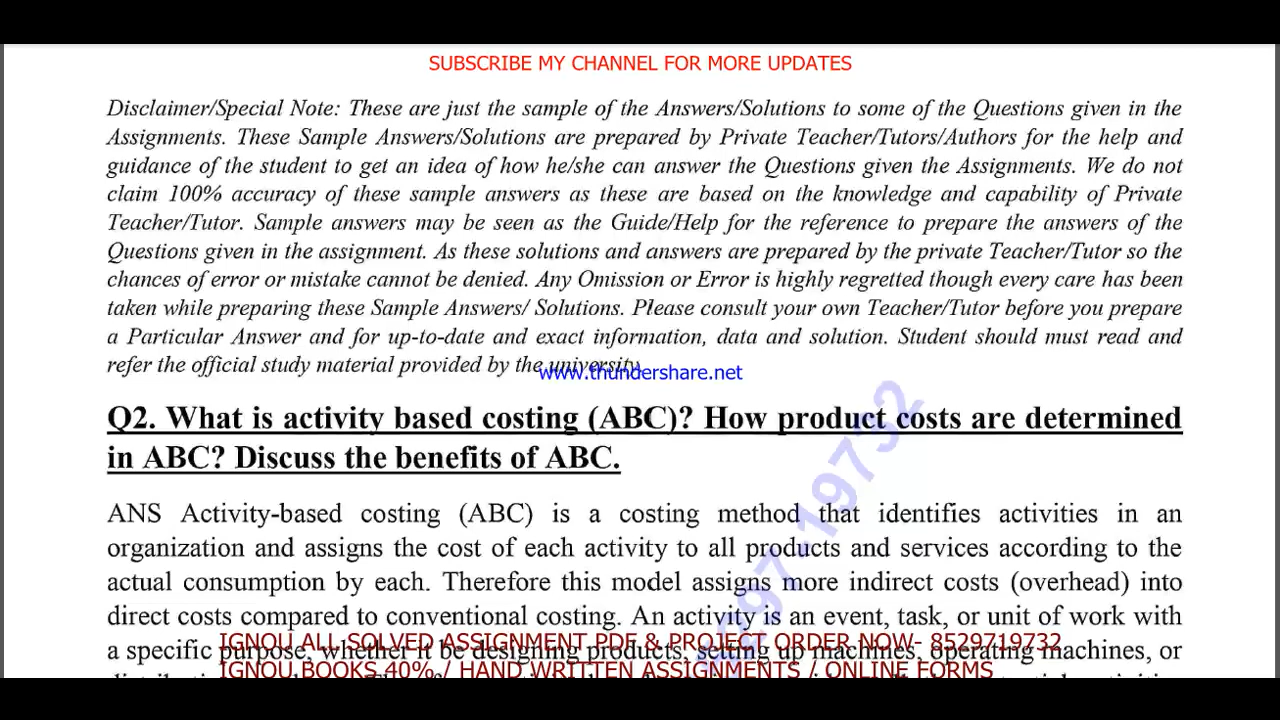 SUBSCRIBE MY CHANNEL FOR MORE UPDATES
Disclaimer/Special Note: These are just the sample of the Answers/Solutions to some of the Questions given in the
Assignments. These Sample Answers/Solutions are prepared by Private Teacher/Tutors/Authors for the help and
guidance of the student to get an idea of how he/she can answer the Questions given the Assignments. We do not
claim 100% accuracy of these sample answers as these are based on the knowledge and capability of Private
Teacher/Tutor. Sample answers may be seen as the Guide/Help for the reference to prepare the answers of the
Questions given in the assignment. As these solutions and answers are prepared by the private Teacher/Tutor so the
chances of error or mistake cannot be denied. Any Omission or Error is highly regretted though every care has been
taken while preparing these Sample Answers/ Solutions. Please consult your own Teacher/Tutor before you prepare
a Particular Answer and for up-to-date and exact information, data and solution. Student should must read and
refer the official study material provided by the university.
www.thundershare.net
Q2. What is activity based costing (ABC)? How product costs are determined
in ABC? Discuss the benefits of ABC.
ANS Activity-based costing (ABC) is a costing method that identifies activities in an
organization and assigns the cost of each activity to all products and services according to the
actual consumption by each. Therefore this model assigns more indirect costs (overhead) into
direct costs compared to conventional costing. An activity is an event, task, or unit of work with
a specific purpose, whether it be designing products, setting up machines, operating machines, or
IGNOU ALL SOLVED ASSIGNMENT PDF & PROJECT ORDER NOW- 8529719732
IGNOU BOOKS 40% / HAND WRITTEN ASSIGNMENTS / ONLINE FORMS